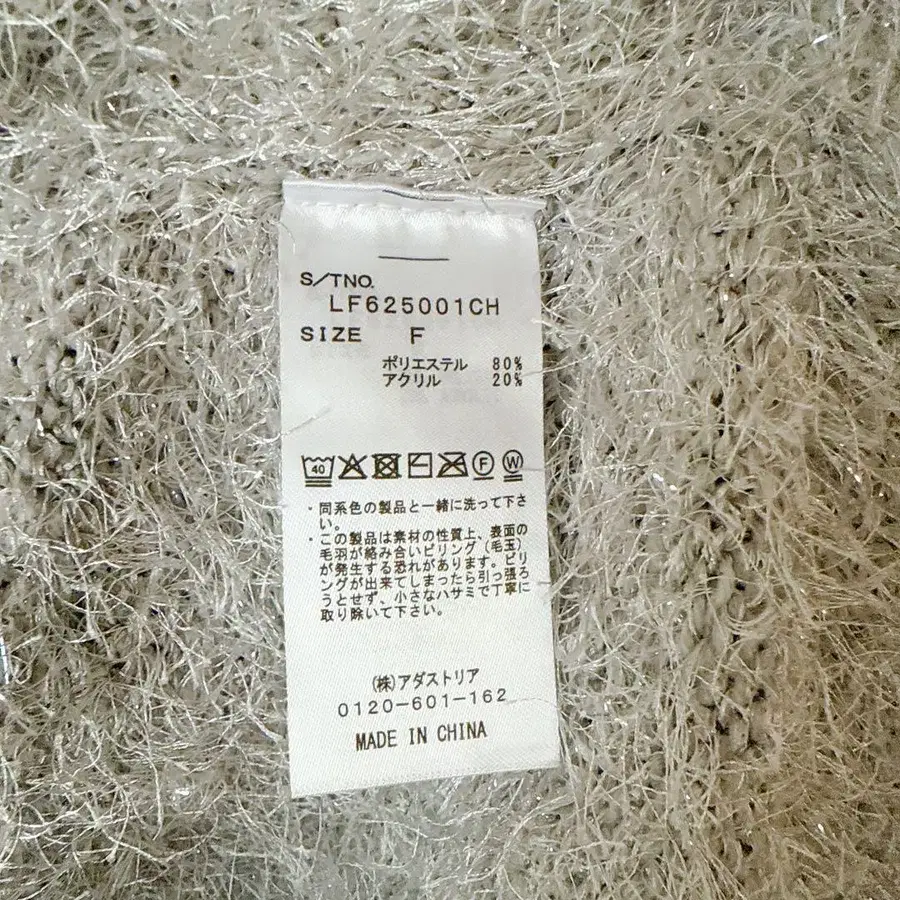 S/TNO.
LF625001CH
SIZE F
ポリエステル 80%
アクリル 20%
40
F W
・同系色の製品と一緒に洗って下さ
い。
・この製品は素材の性質上、表面の
毛羽が絡み合いピリング(毛玉)
が発生する恐れがあります。ピリ
ングが出来てしまったら引っ張ろ
うとせず、小さなハサミで丁寧に
取り除いて下さい。
(株)アダストリア
0120-601-162
MADE IN CHINA